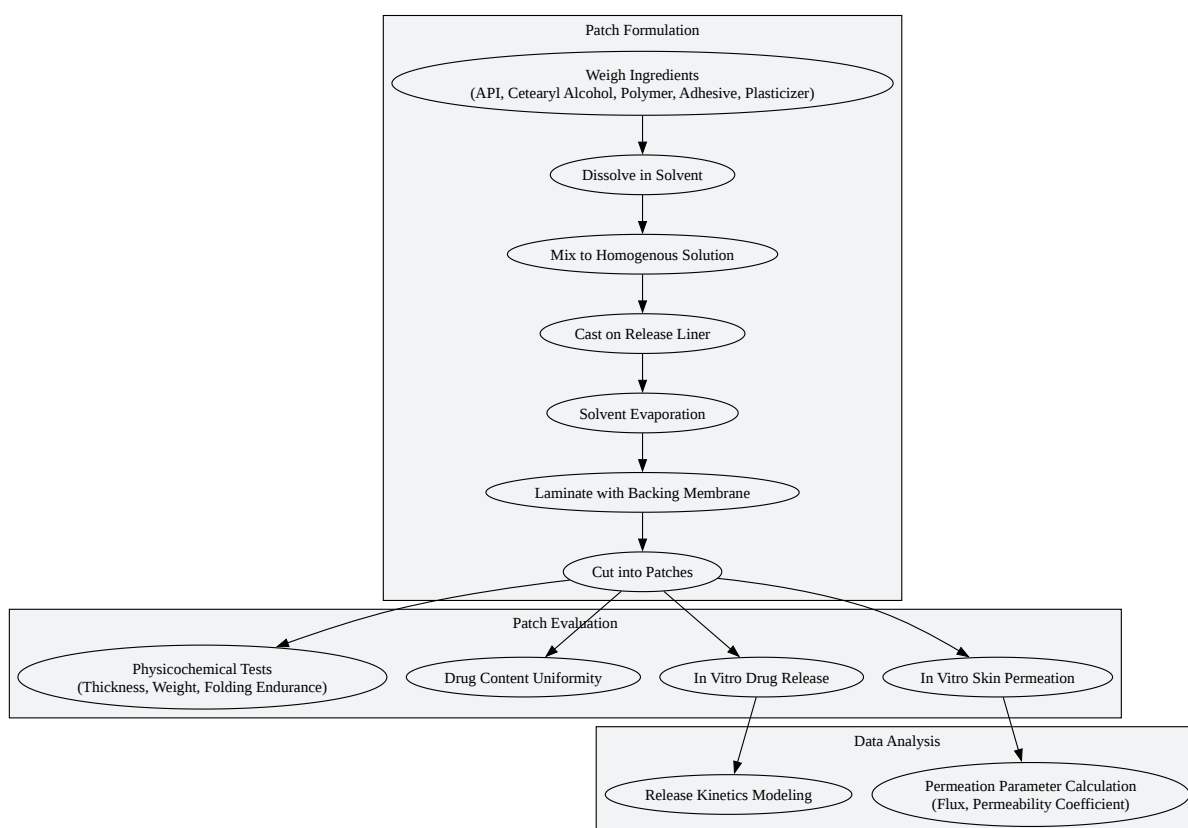 Patch Formulation
Weigh Ingredients
(API, Cetearyl Alcohol, Polymer, Adhesive, Plasticizer)
Dissolve in Solvent
Mix to Homogenous Solution
Cast on Release Liner
Solvent Evaporation
Laminate with Backing Membrane
Cut into Patches
Patch Evaluation
Physicochemical Tests
(Thickness, Weight, Folding Endurance)
Drug Content Uniformity
In Vitro Drug Release
In Vitro Skin Permeation
Data Analysis
Release Kinetics Modeling
Permeation Parameter Calculation
(Flux, Permeability Coefficient)